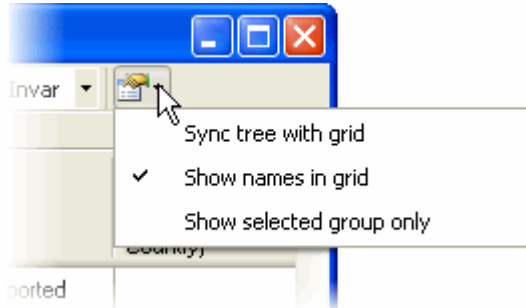 Invar
Sync tree with grid
Show names in grid
Show selected group only
Country)
ported